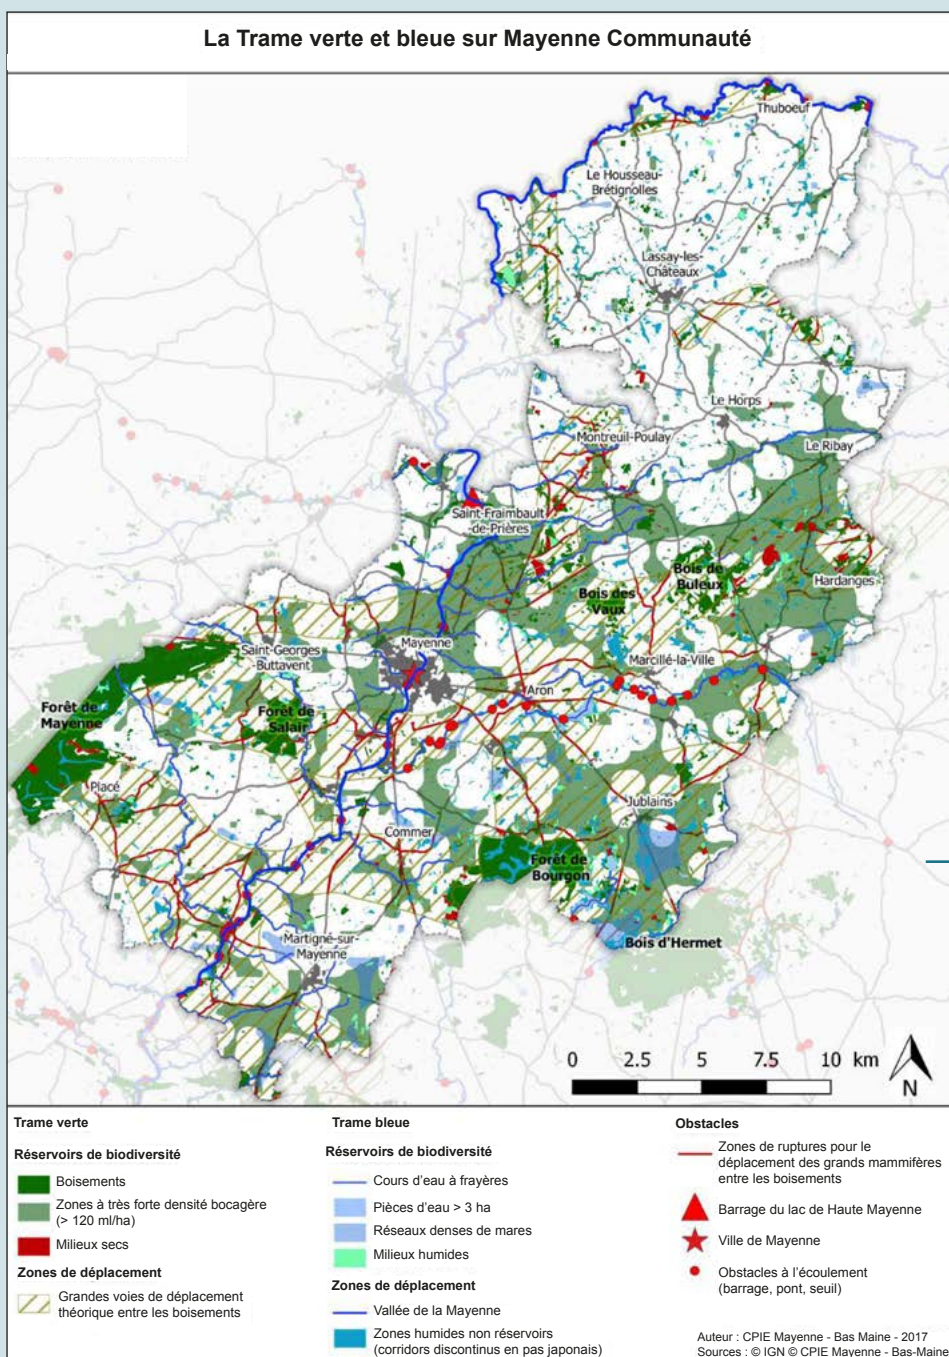 La Trame verte et bleue sur Mayenne Communauté
Thuboeuf
Le Housseau-
Brétignolles
Lassay-les-
Châteaux
Le Horps
Montreuil-Poulay
Le Ribay
Saint-Fraimbault
-de-Prières
Bois de
Buleux
Hardanges
Bois des
Vaux
Mayenne
Saint-Georges
Buttavent
Marcillé-la-Ville
Aron
Forêt de
Mayenne
Forêt de
Salair
Placé
Jublains
Commer
Forêt de
Bourgon
Martigné-sur-
Mayenne
Bois d'Hermet
0 2.5 5 7.5 10 km
N
Trame verte
Réservoirs de biodiversité
Boisements
Zones à très forte densité bocagère
(> 120 ml/ha)
Milieux secs
Zones de déplacement
Grandes voies de déplacement
théorique entre les boisements
Trame bleue
Réservoirs de biodiversité
Cours d'eau à frayères
Pièces d'eau > 3 ha
Réseaux denses de mares
Milieux humides
Zones de déplacement
Vallée de la Mayenne
Zones humides non réservoirs
(corridors discontinus en pas japonais)
Obstacles
Zones de ruptures pour le
déplacement des grands mammifères
entre les boisements
Barrage du lac de Haute Mayenne
Ville de Mayenne
Obstacles à l'écoulement
(barrage, pont, seuil)
Auteur : CPIE Mayenne - Bas Maine - 2017
Sources : © IGN © CPIE Mayenne - Bas-Maine